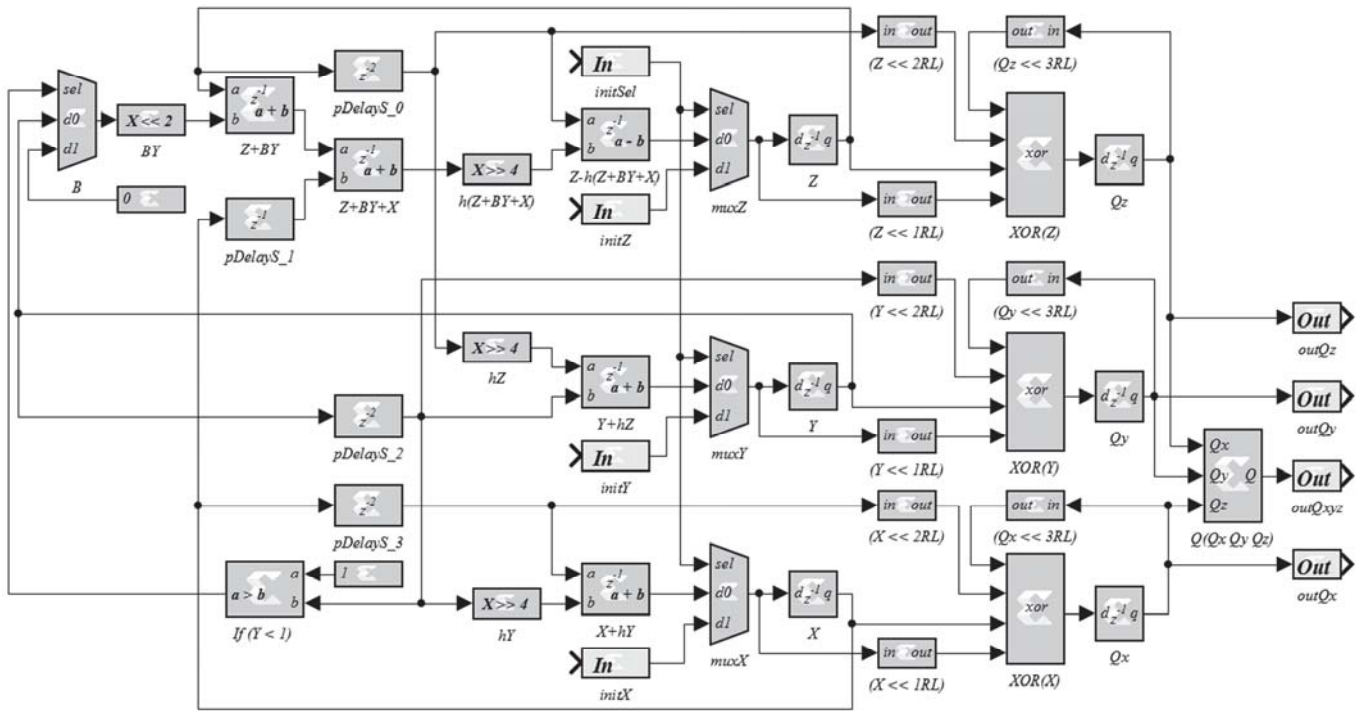 sel
d0
d1
B
0
X << 2
BY
a
b
z-1
a + b
Z+BY
z-2
pDelayS_0
z-1
pDelayS_1
a
b
z-1
a + b
Z+BY+X
X >> 4
h(Z+BY+X)
In
initSel
a
b
z-1
a - b
Z-h(Z+BY+X)
In
initZ
sel
d0
d1
muxZ
d z-1 q
Z
in out
(Z << 2RL)
in out
(Z << 1RL)
out in
(Qz << 3RL)
xor
XOR(Z)
d z-1 q
Qz
X >> 4
hZ
z-2
pDelayS_2
a
b
z-1
a + b
Y+hZ
In
initY
sel
d0
d1
muxY
d z-1 q
Y
in out
(Y << 2RL)
in out
(Y << 1RL)
out in
(Qy << 3RL)
xor
XOR(Y)
d z-1 q
Qy
z-2
pDelayS_3
a > b
a
b
If (Y < 1)
1
X >> 4
hY
a
b
z-1
a + b
X+hY
In
initX
sel
d0
d1
muxX
d z-1 q
X
in out
(X << 2RL)
in out
(X << 1RL)
out in
(Qx << 3RL)
xor
XOR(X)
d z-1 q
Qx
Qx
Qy
Qz
Q
Q(Qx Qy Qz)
Out
outQz
Out
outQy
Out
outQxyz
Out
outQx